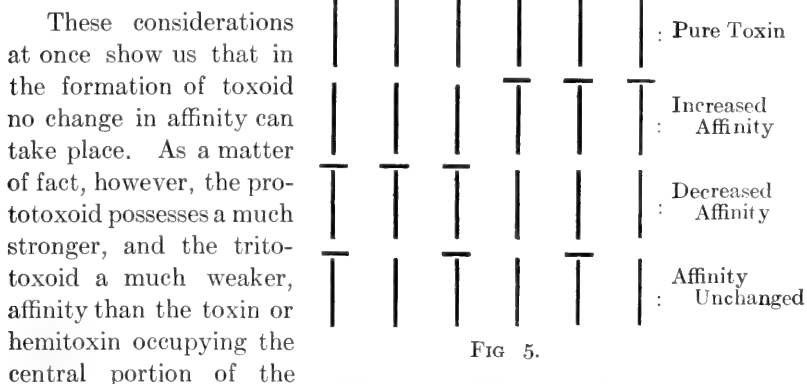 These considerations
at once show us that in
the formation of toxoid
no change in affinity can
take place. As a matter
of fact, however, the pro-
totoxoid possesses a much
stronger, and the trito-
toxoid a much weaker,
affinity than the toxin or
hemitoxin occupying the
central portion of the
: Pure Toxin
Increased
: Affinity
Decreased
: Affinity
Affinity
: Unchanged
FIG 5.